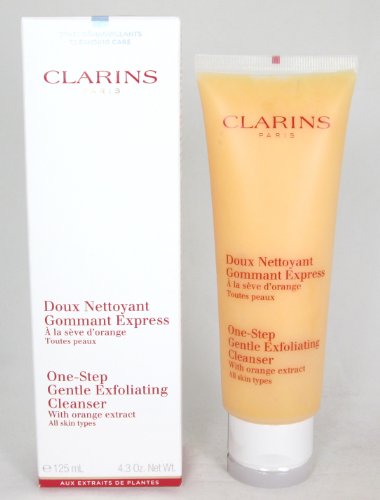 CLEANSING CARE
CLARINS
PARIS
Doux Nettoyant
Gommant Express
À la sève d'orange
Toutes peaux
One-Step
Gentle Exfoliating
Cleanser
With orange extract
All skin types
e 125 mL 4.3 Oz. Net Wt.
AUX EXTRAITS DE PLANTES
CLARINS
PARIS
Doux Nettoyant
Gommant Express
À la sève d'orange
Toutes peaux
One-Step
Gentle Exfoliating
Cleanser
With orange extract
All skin types